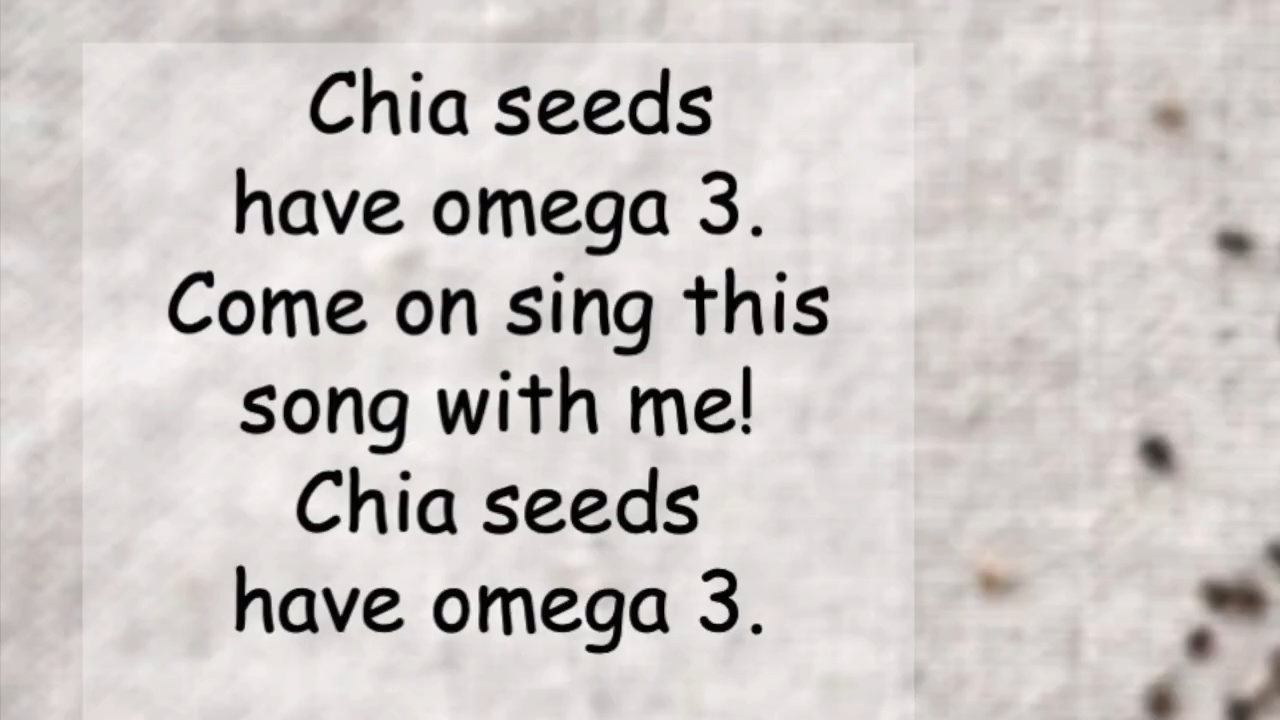 Chia seeds
have omega 3.
Come on sing this
song with me!
Chia seeds
have omega 3.